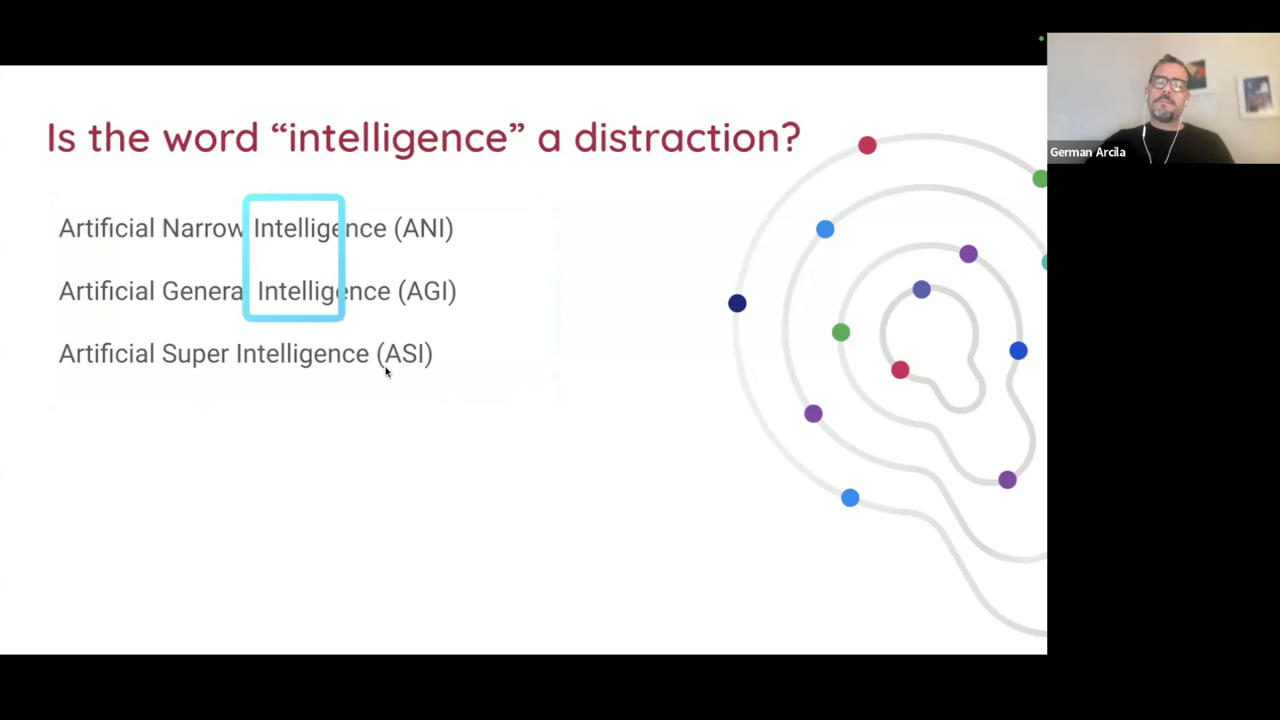 Is the word “intelligence” a distraction?
Artificial Narrow Intelligence (ANI)
Artificial General Intelligence (AGI)
Artificial Super Intelligence (ASI)
German Arcila